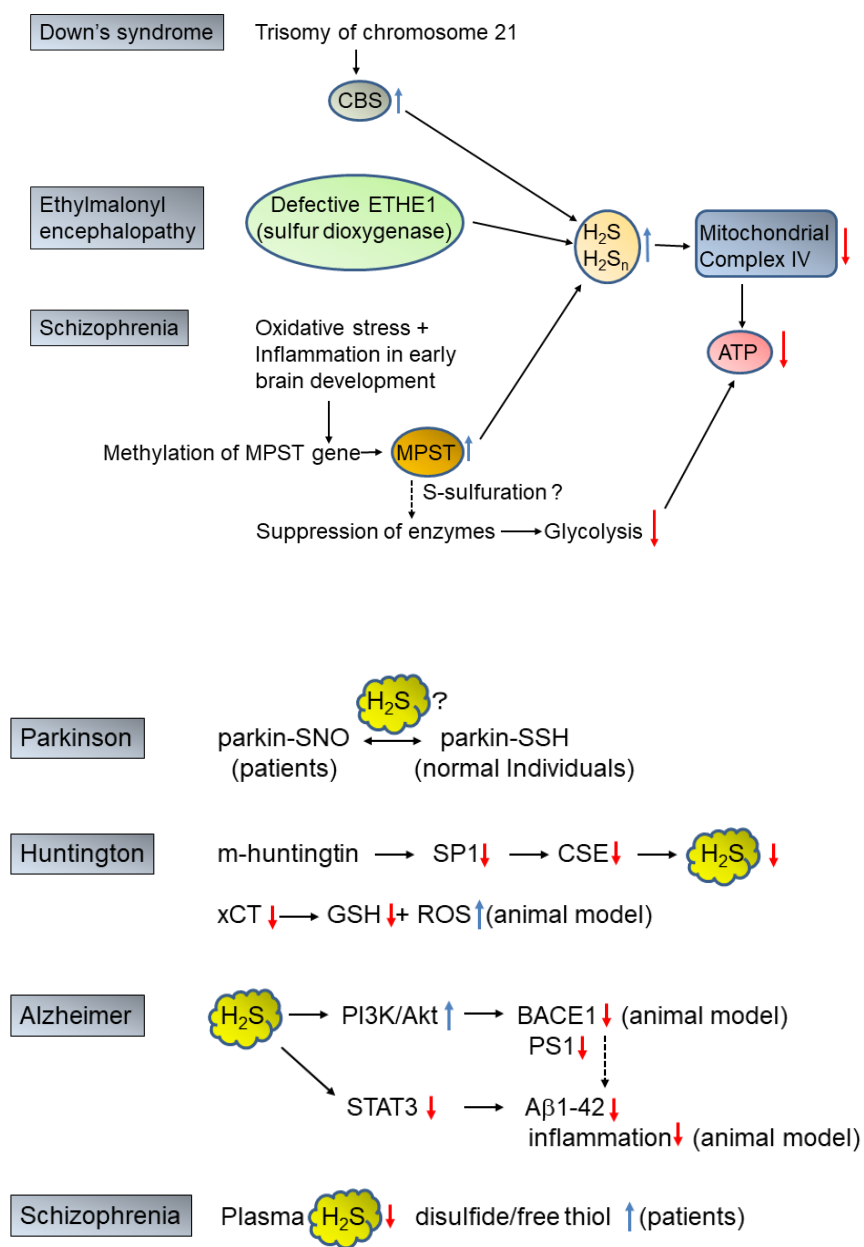 Down's syndrome
Trisomy of chromosome 21
CBS
Ethylmalonyl
encephalopathy
Defective ETHE1
(sulfur dioxygenase)
H₂S
H₂Sₙ
Mitochondrial
Complex IV
Schizophrenia
Oxidative stress +
Inflammation in early
brain development
ATP
Methylation of MPST gene
MPST
S-sulfuration ?
Suppression of enzymes
Glycolysis
Parkinson
H₂S ?
parkin-SNO
(patients)
parkin-SSH
(normal Individuals)
Huntington
m-huntingtin
SP1
CSE
H₂S
xCT
GSH
+ ROS
(animal model)
Alzheimer
H₂S
PI3K/Akt
BACE1
(animal model)
PS1
STAT3
Aβ1-42
inflammation
(animal model)
Schizophrenia
Plasma H₂S
disulfide/free thiol
(patients)